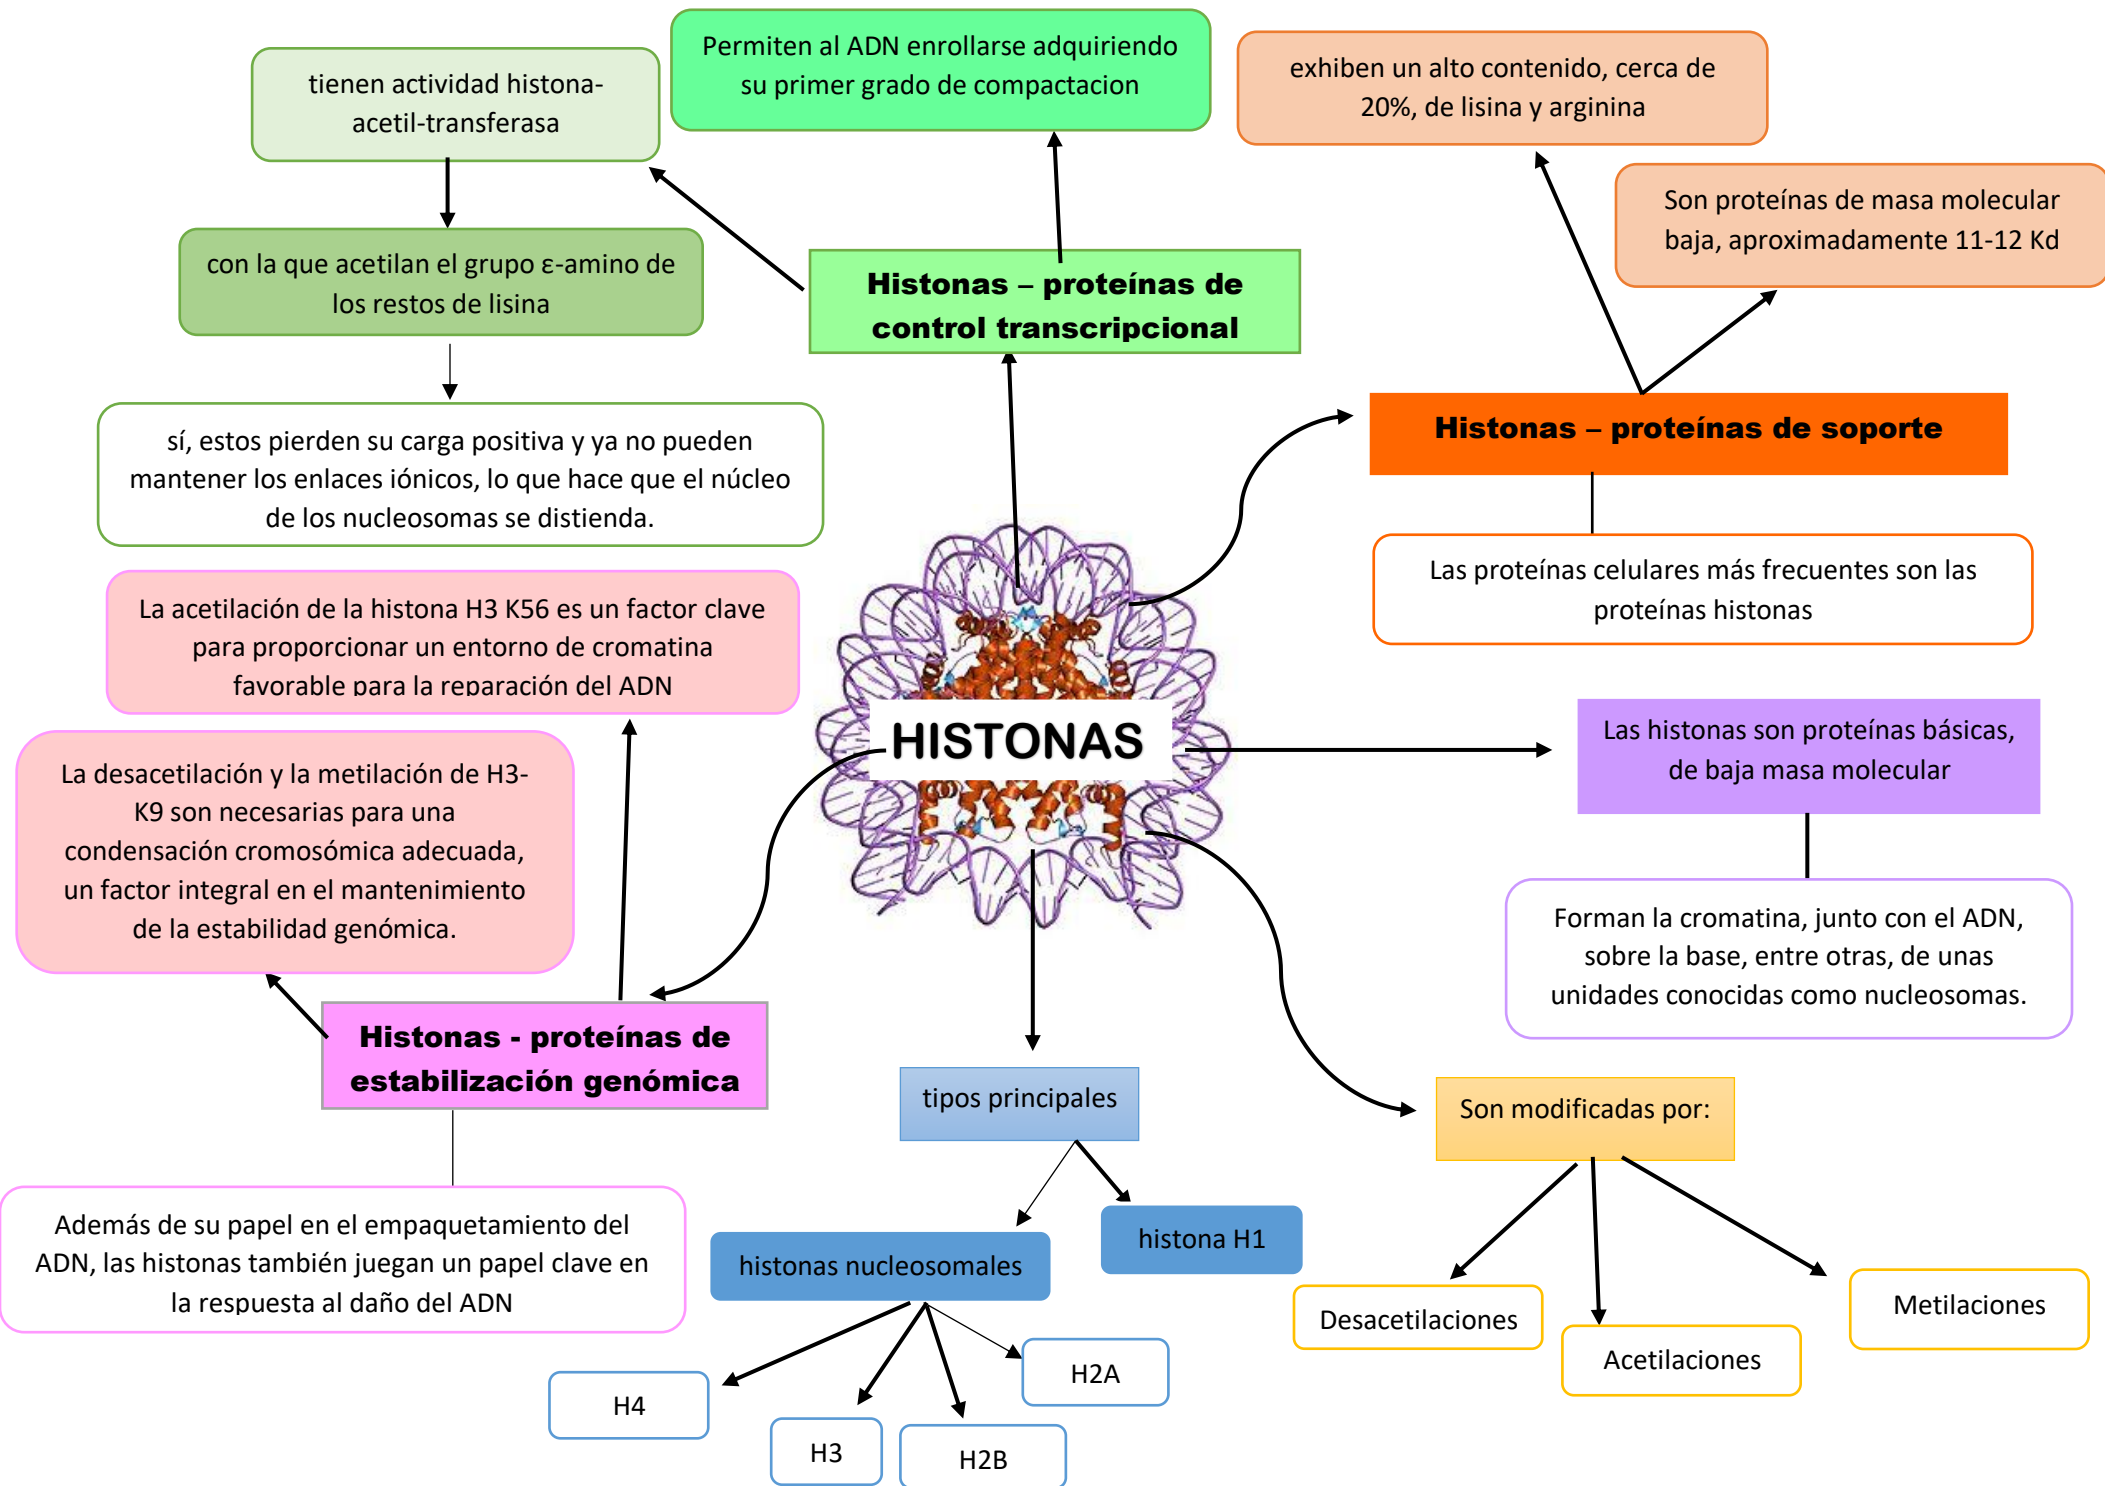 Permiten al ADN enrollarse adquiriendo
su primer grado de compactacion
tienen actividad histona-
acetil-transferasa
exhiben un alto contenido, cerca de
20%, de lisina y arginina
Son proteínas de masa molecular
baja, aproximadamente 11-12 Kd
con la que acetilan el grupo ε-amino de
los restos de lisina
Histonas – proteínas de
control transcripcional
sí, estos pierden su carga positiva y ya no pueden
mantener los enlaces iónicos, lo que hace que el núcleo
de los nucleosomas se distienda.
Histonas – proteínas de soporte
Las proteínas celulares más frecuentes son las
proteínas histonas
La acetilación de la histona H3 K56 es un factor clave
para proporcionar un entorno de cromatina
favorable para la reparación del ADN
HISTONAS
Las histonas son proteínas básicas,
de baja masa molecular
La desacetilación y la metilación de H3-
K9 son necesarias para una
condensación cromosómica adecuada,
un factor integral en el mantenimiento
de la estabilidad genómica.
Forman la cromatina, junto con el ADN,
sobre la base, entre otras, de unas
unidades conocidas como nucleosomas.
Histonas - proteínas de
estabilización genómica
tipos principales
Son modificadas por:
Además de su papel en el empaquetamiento del
ADN, las histonas también juegan un papel clave en
la respuesta al daño del ADN
histonas nucleosomales
histona H1
Desacetilaciones
Acetilaciones
Metilaciones
H4
H3
H2B
H2A